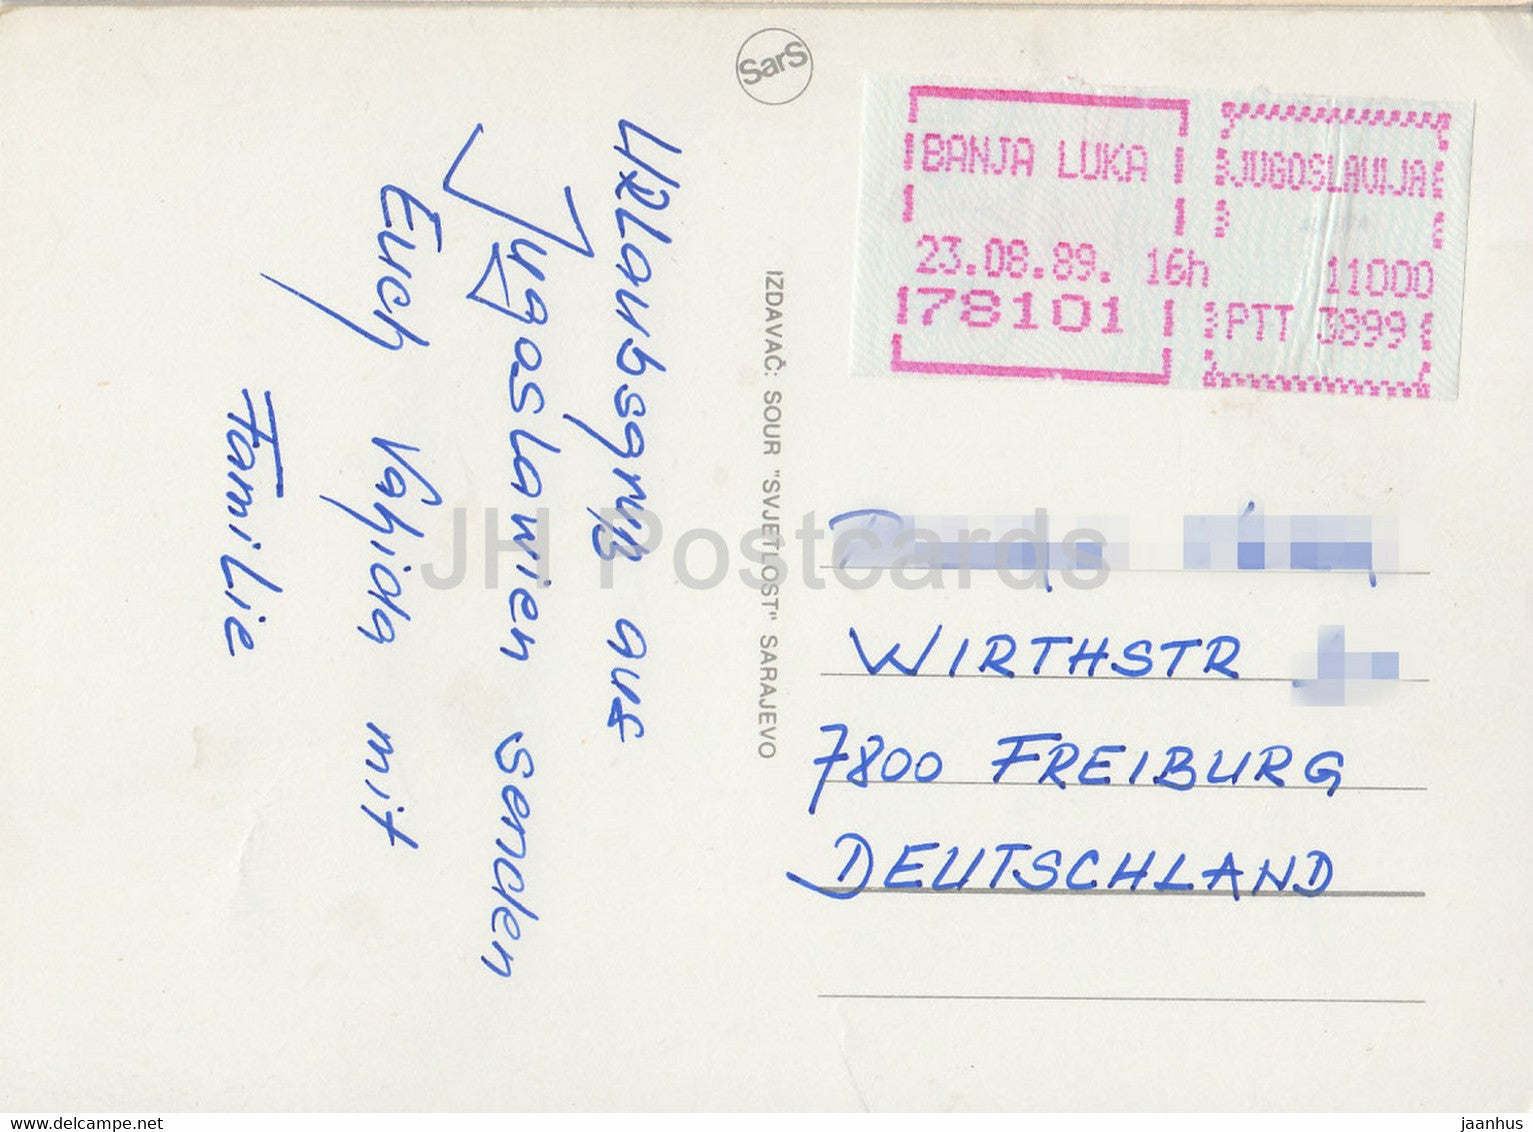 SarS
BANJA LUKA
23.08.89. 16h
78101
JUGOSLAVIJA
11000
PTT 3899
Urlaubsgruß aus
Jugoslawien senden
Euch Vahida mit
Familie
IZDAVAČ: SOUR "SVJETLOST" SARAJEVO
WIRTHSTR
7800 FREIBURG
DEUTSCHLAND
JH Postcards
www.delcampe.net
jaanhus